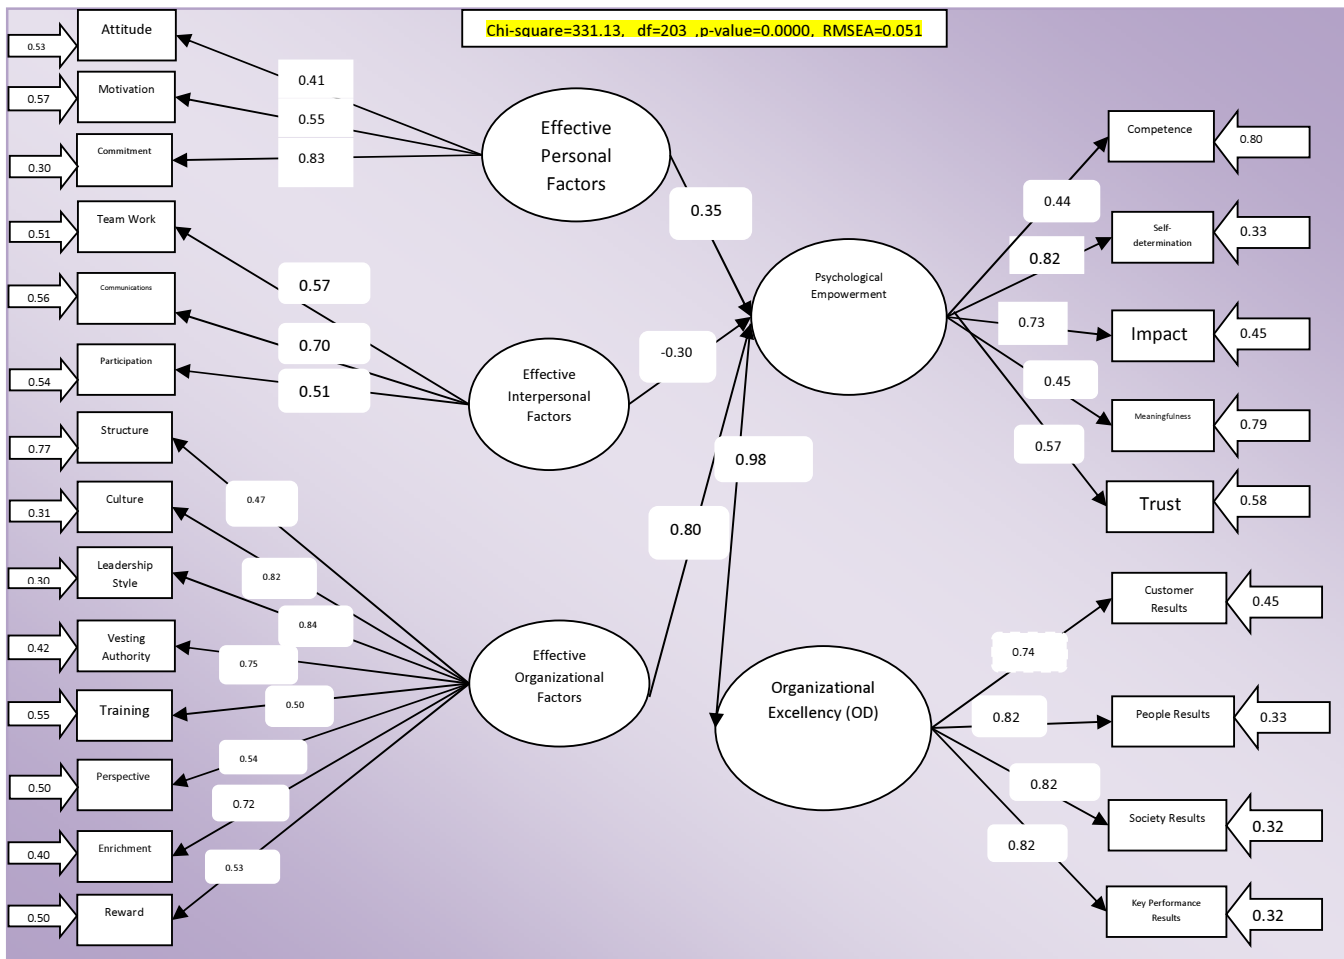 Chi-square=331.13, df=203 ,p-value=0.0000, RMSEA=0.051
0.53
Attitude
0.57
Motivation
0.30
Commitment
0.51
Team Work
0.56
Communications
0.54
Participation
0.77
Structure
0.31
Culture
0.30
Leadership
Style
0.42
Vesting
Authority
0.55
Training
0.50
Perspective
0.40
Enrichment
0.50
Reward
0.41
0.55
0.83
0.57
0.70
0.51
0.47
0.82
0.84
0.75
0.50
0.54
0.72
0.53
Effective
Personal
Factors
Effective
Interpersonal
Factors
Effective
Organizational
Factors
0.35
-0.30
0.98
0.80
Psychological
Empowerment
Organizational
Excellency (OD)
0.44
0.82
0.73
0.45
0.57
0.74
0.82
0.82
0.82
Competence
0.80
Self-
determination
0.33
Impact
0.45
Meaningfulness
0.79
Trust
0.58
Customer
Results
0.45
People Results
0.33
Society Results
0.32
Key Performance
Results
0.32